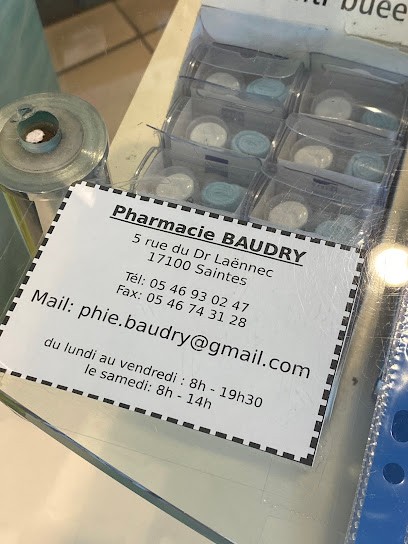 buée
Pharmacie BAUDRY
5 rue du Dr Laënnec
17100 Saintes
Tél: 05 46 93 02 47
Fax: 05 46 74 31 28
Mail: phie.baudry@gmail.com
du lundi au vendredi : 8h - 19h30
le samedi: 8h - 14h